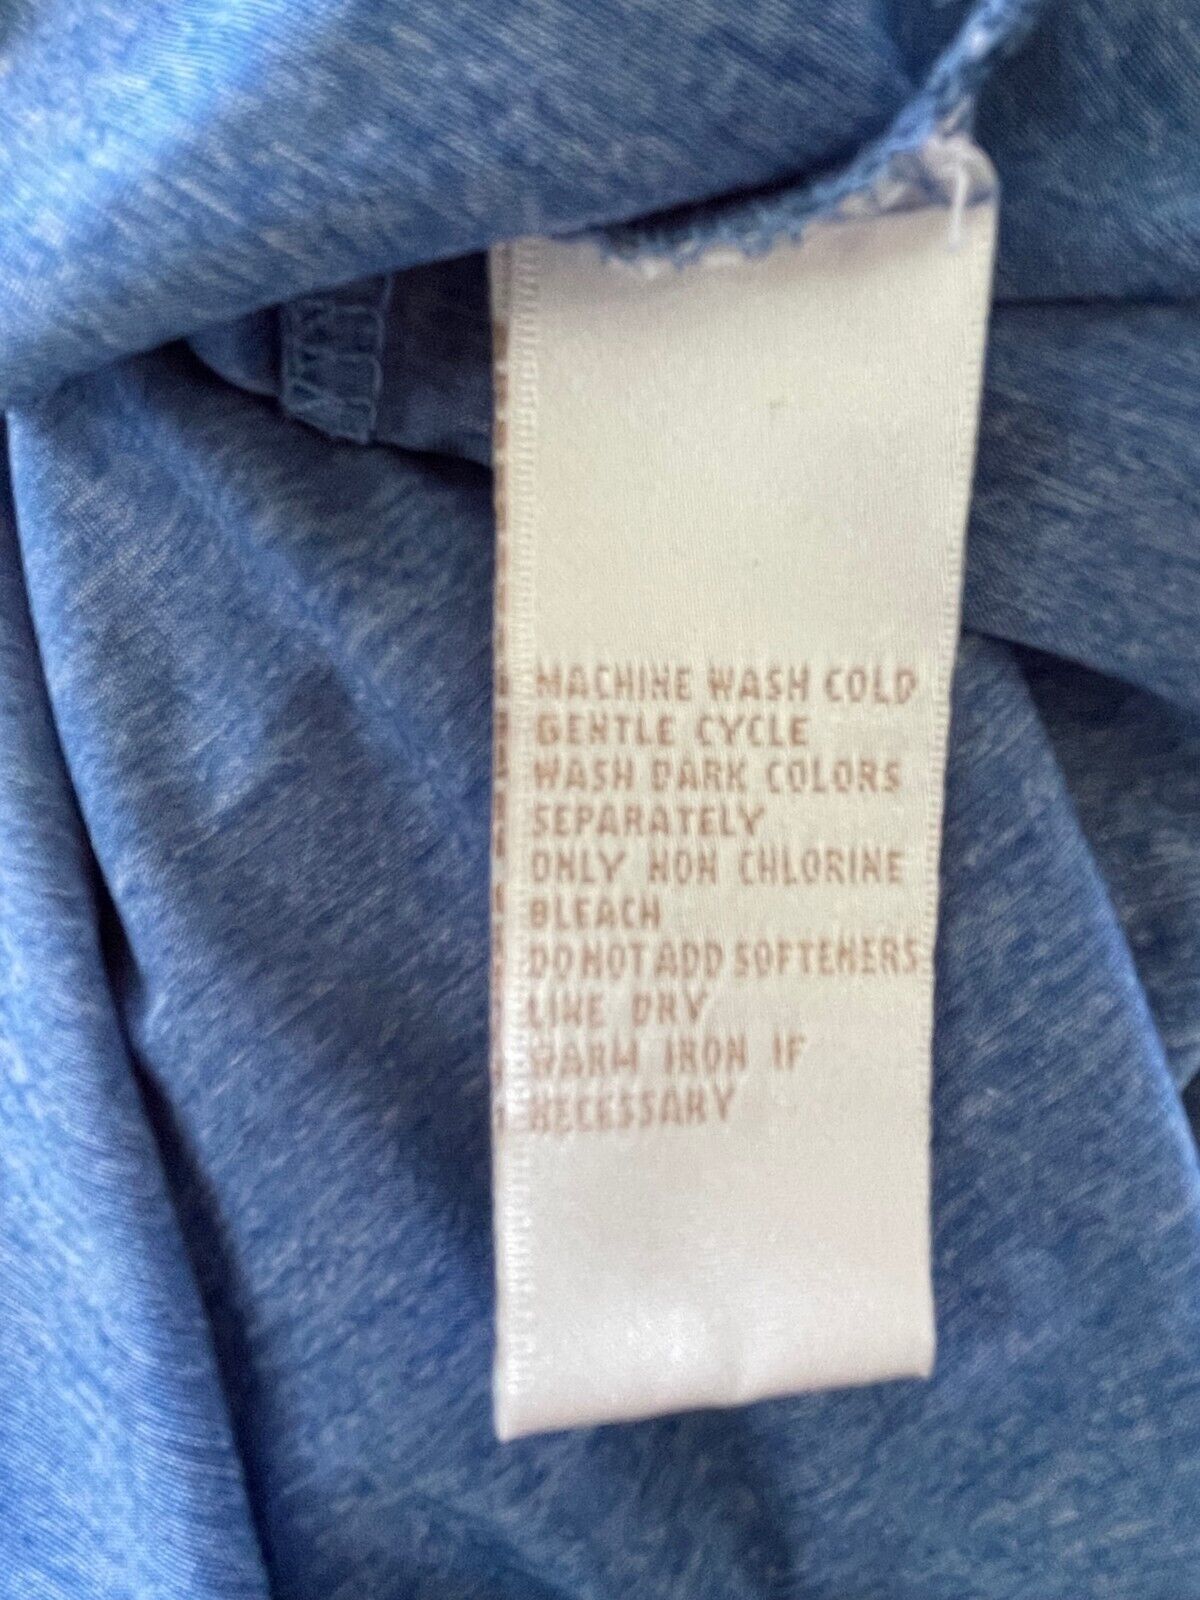 MACHINE WASH COLD
GENTLE CYCLE
WASH DARK COLORS
SEPARATELY
ONLY NON CHLORINE
BLEACH
DO NOT ADD SOFTENERS
LINE DRY
WARM IRON IF
NECESSARY